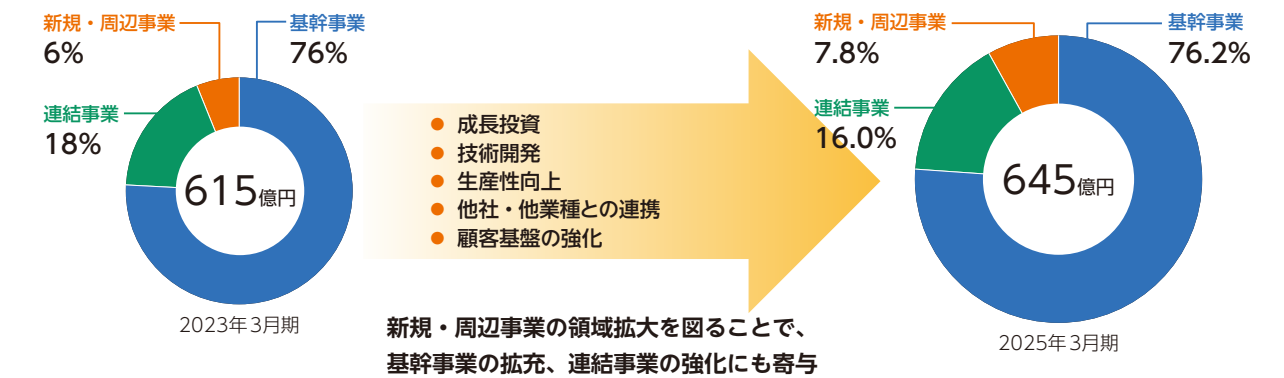 新規・周辺事業
6%
基幹事業
76%
連結事業
18%
615億円
2023年3月期
● 成長投資
● 技術開発
● 生産性向上
● 他社・他業種との連携
● 顧客基盤の強化
新規・周辺事業の領域拡大を図ることで、
基幹事業の拡充、連結事業の強化にも寄与
新規・周辺事業
7.8%
基幹事業
76.2%
連結事業
16.0%
645億円
2025年3月期